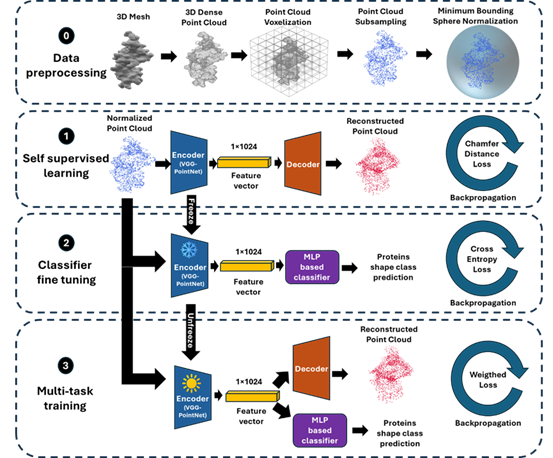 0
Data
preprocessing
3D Mesh
3D Dense
Point Cloud
Point Cloud
Voxelization
Point Cloud
Subsampling
Minimum Bounding
Sphere Normalization
1
Self supervised
learning
Normalized
Point Cloud
Encoder
(VGG-
PointNet)
1×1024
Feature
vector
Decoder
Reconstructed
Point Cloud
Chamfer
Distance
Loss
Backpropagation
Freeze
2
Classifier
fine tuning
Encoder
(VGG-
PointNet)
1×1024
Feature
vector
MLP
based
classifier
Proteins
shape class
prediction
Cross
Entropy
Loss
Backpropagation
Unfreeze
3
Multi-task
training
Encoder
(VGG-
PointNet)
1×1024
Feature
vector
Decoder
Reconstructed
Point Cloud
MLP
based
classifier
Proteins
shape class
prediction
Weigthed
Loss
Backpropagation